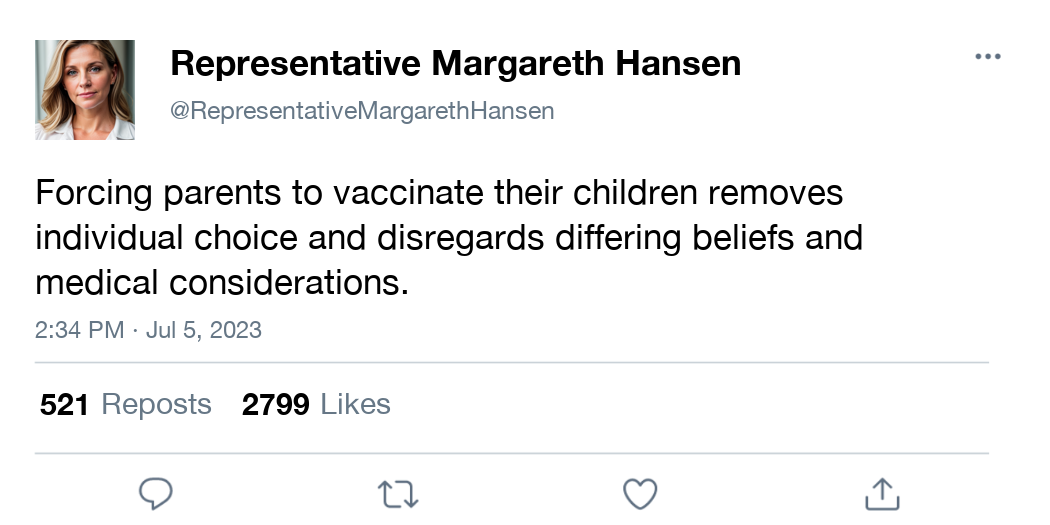 Representative Margareth Hansen
@RepresentativeMargarethHansen
Forcing parents to vaccinate their children removes
individual choice and disregards differing beliefs and
medical considerations.
2:34 PM · Jul 5, 2023
521 Reposts 2799 Likes